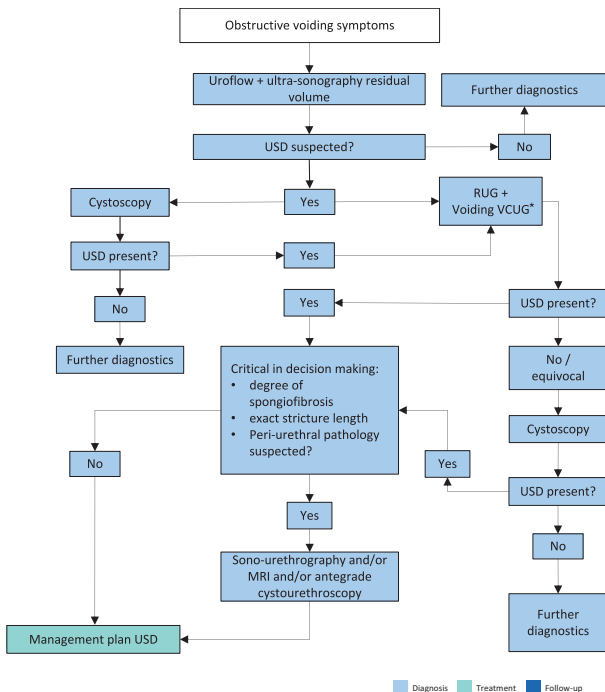 Obstructive voiding symptoms
Uroflow + ultra-sonography residual
volume
Further diagnostics
USD suspected?
No
Cystoscopy
Yes
RUG +
Voiding VCUG*
USD present?
Yes
No
Yes
USD present?
Further diagnostics
Critical in decision making:
• degree of
spongiofibrosis
• exact stricture length
• Peri-urethral pathology
suspected?
No /
equivocal
Cystoscopy
No
Yes
USD present?
Yes
No
Sono-urethrography and/or
MRI and/or antegrade
cystourethroscopy
Further
diagnostics
Management plan USD
Diagnosis
Treatment
Follow-up